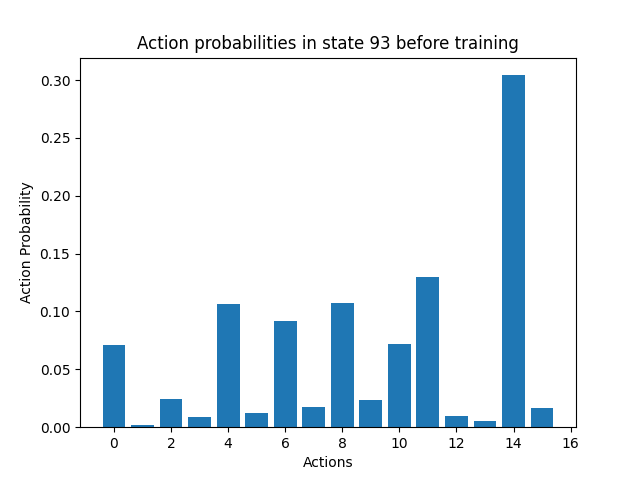 Action probabilities in state 93 before training
0.30
0.25
0.20
0.15
0.10
0.05
0.00
Action Probability
0 2 4 6 8 10 12 14 16
Actions